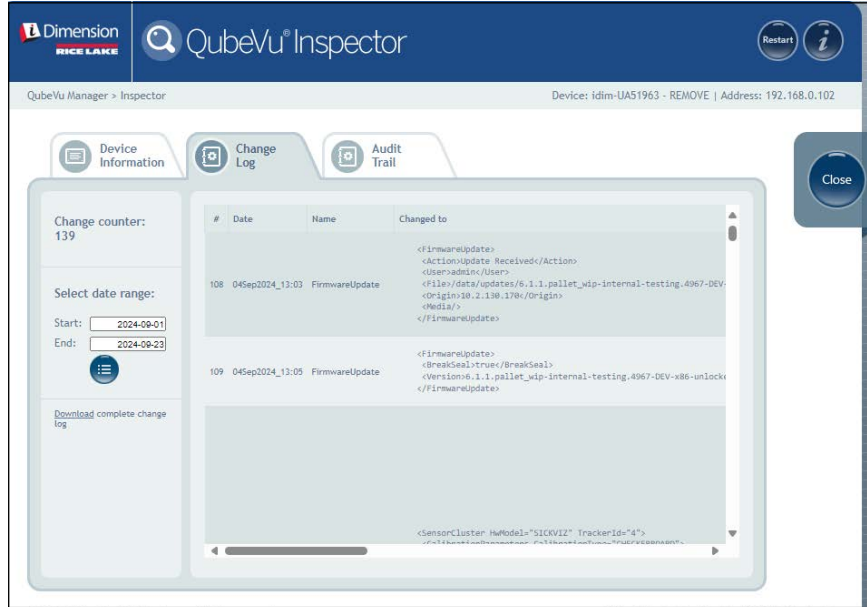 iDimension
RICE LAKE
QubeVu® Inspector
Restart
i
QubeVu Manager > Inspector
Device: idim-UA51963 - REMOVE | Address: 192.168.0.102
Device
Information
Change
Log
Audit
Trail
Close
Change counter:
139
Select date range:
Start: 2024-09-01
End: 2024-09-23
Download complete change
log
# Date Name Changed to
<FirmwareUpdate>
<Action>Update Received</Action>
<User>admin</User>
108 04Sep2024_13:03 FirmwareUpdate <File>/data/updates/6.1.1.pallet_wip-internal-testing.4967-DEV-
<Origin>10.2.130.170</Origin>
<Media/>
</FirmwareUpdate>
<FirmwareUpdate>
<BreakSeal>true</BreakSeal>
109 04Sep2024_13:05 FirmwareUpdate <Version>6.1.1.pallet_wip-internal-testing.4967-DEV-x86-unlocke
</FirmwareUpdate>
<SensorCluster HwModel="SICKVIZ" TrackerId="4">
<CalibrationParameters CalibrationType="CHECKERBOARD">